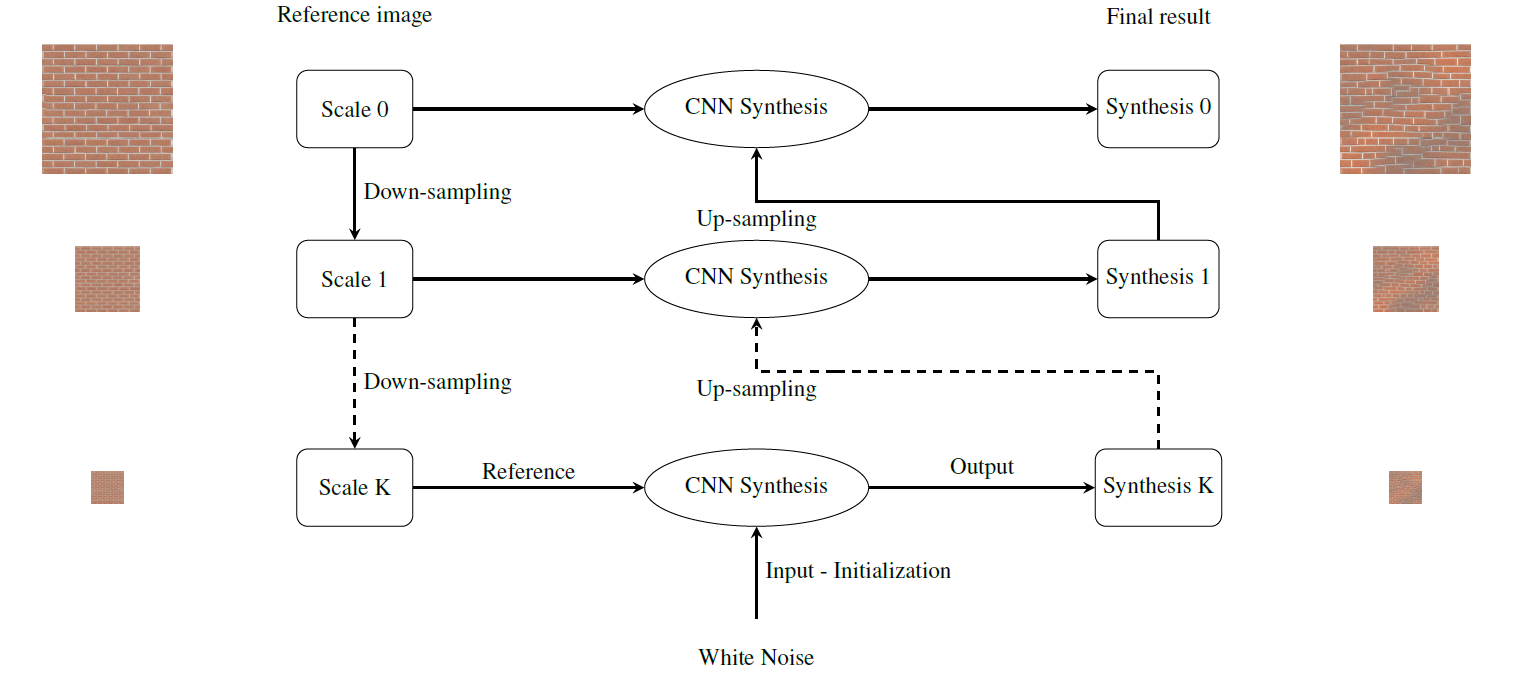 Reference image
Final result
Scale 0
CNN Synthesis
Synthesis 0
Down-sampling
Up-sampling
Scale 1
CNN Synthesis
Synthesis 1
Down-sampling
Up-sampling
Scale K
Reference
CNN Synthesis
Output
Synthesis K
Input - Initialization
White Noise